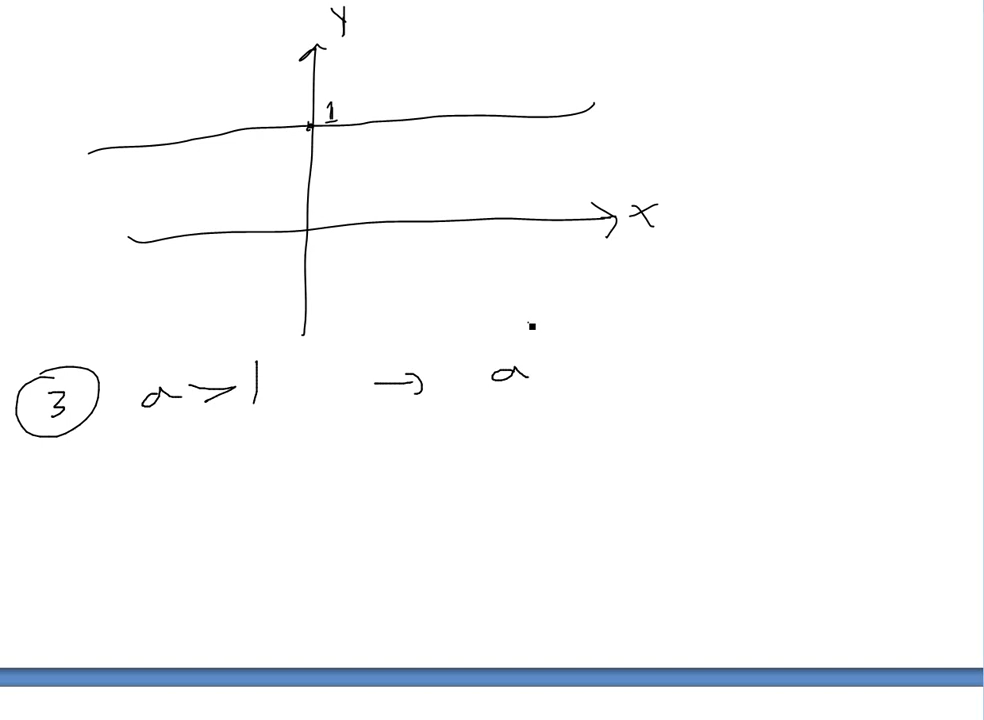 y
1
x
③ a > 1 → a